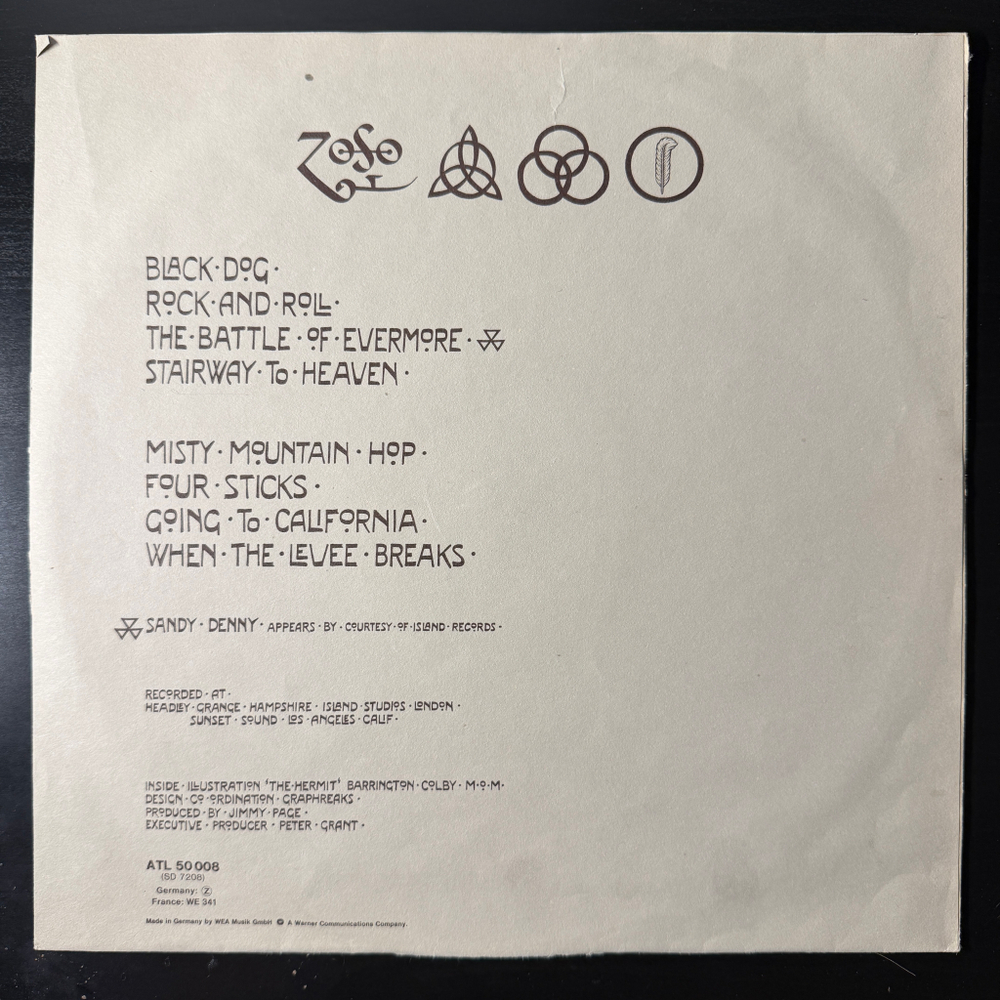 ZoSo
BLACK·DOG·
ROCK·AND·ROLL·
THE·BATTLE·OF·EVERMORE·
STAIRWAY·To·HEAVEN·
MISTY·MOUNTAIN·HOP·
FOUR·STICKS·
GOING·To·CALIFORNIA·
WHEN·THE·LEVEE·BREAKS·
SANDY·DENNY·APPEARS·BY·COURTESY·OF·ISLAND·RECORDS·
RECORDED·AT·
HEADLEY·GRANGE·HAMPSHIRE·ISLAND·STUDIOS·LONDON·
SUNSET·SOUND·LOS·ANGELES·CALIF·
INSIDE·ILLUSTRATION 'THE·HERMIT' BARRINGTON·COLBY·M·O·M·
DESIGN·CO·ORDINATION·GRAPHREAKS·
PRODUCED·BY·JIMMY·PAGE·
EXECUTIVE·PRODUCER·PETER·GRANT·
ATL 50 008
(SD 7208)
Germany: Ⓩ
France: WE 341
Made in Germany by WEA Musik GmbH A Warner Communications Company.